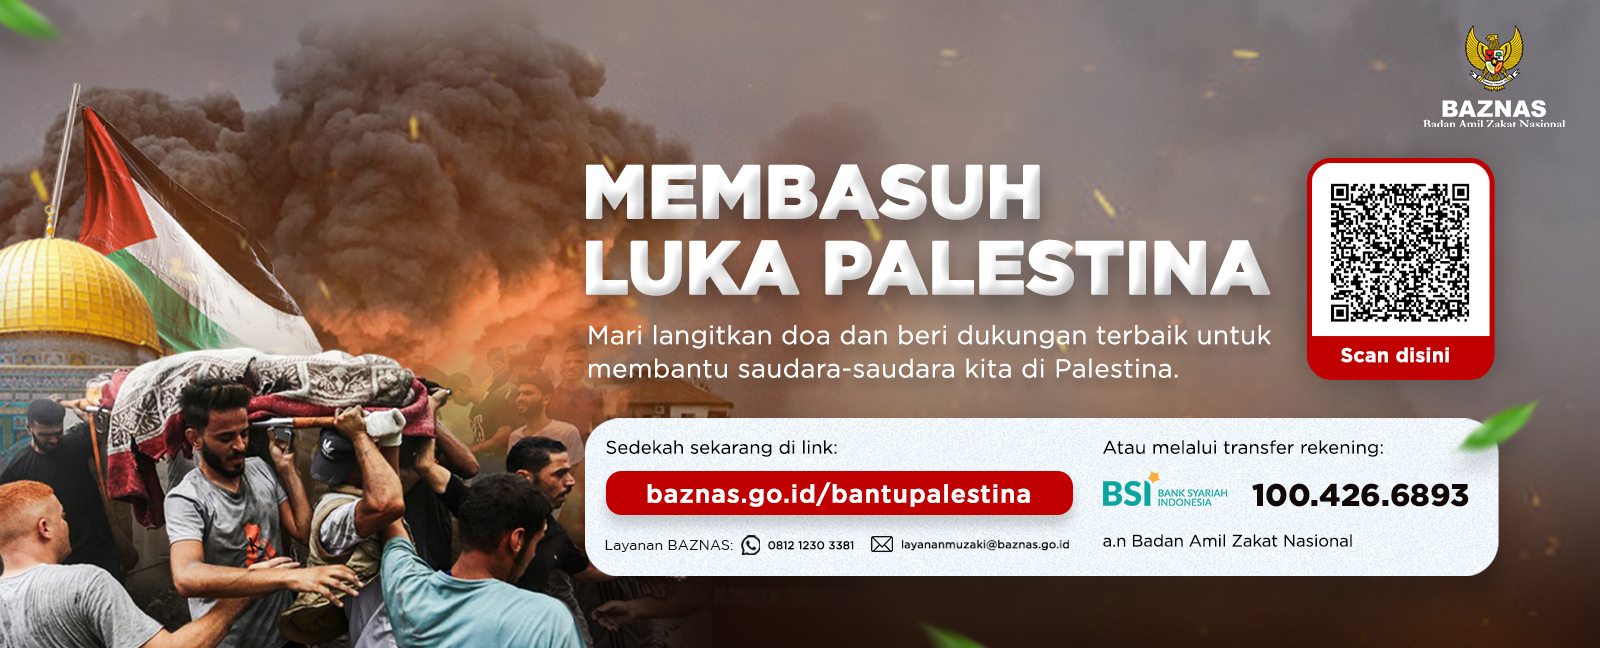 BAZNAS
Badan Amil Zakat Nasional
MEMBASUH
LUKA PALESTINA
Mari langitkan doa dan beri dukungan terbaik untuk
membantu saudara-saudara kita di Palestina.
Scan disini
Sedekah sekarang di link:
baznas.go.id/bantupalestina
Layanan BAZNAS: 0812 1230 3381 layananmuzaki@baznas.go.id
Atau melalui transfer rekening:
BSI BANK SYARIAH INDONESIA 100.426.6893
a.n Badan Amil Zakat Nasional